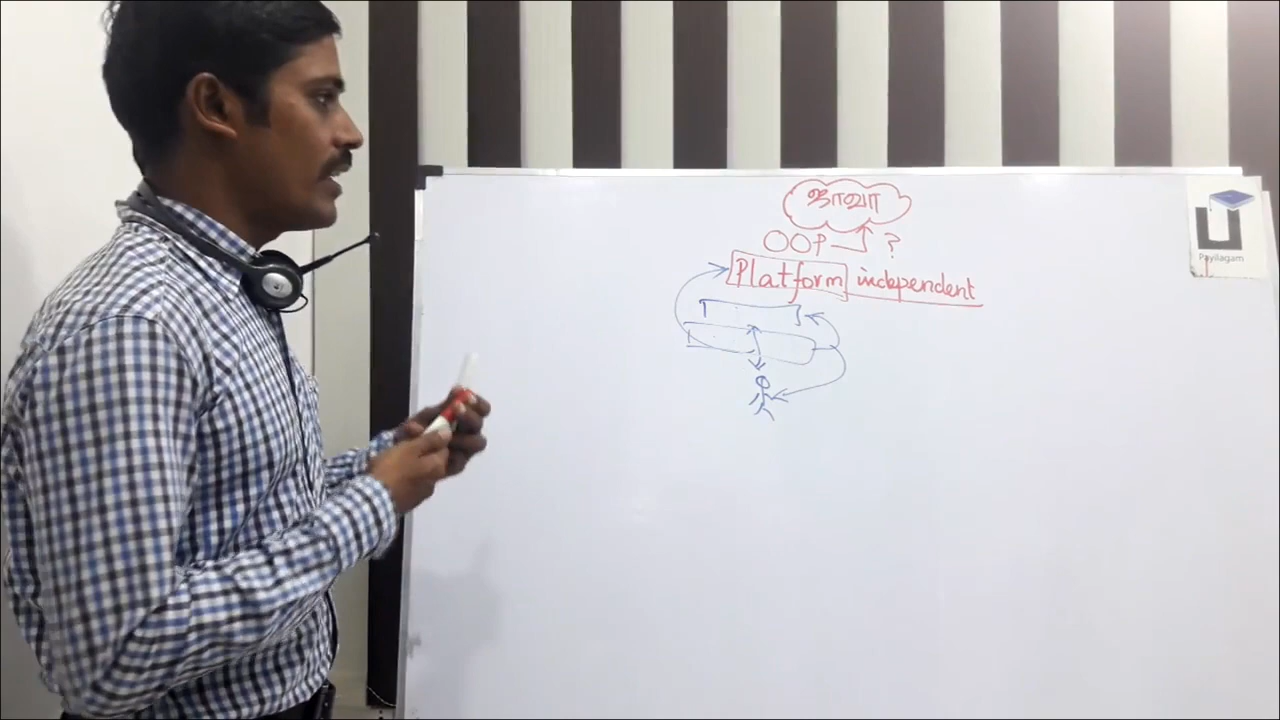 ஜாவா
OOP ?
Platform independent
Payilagam